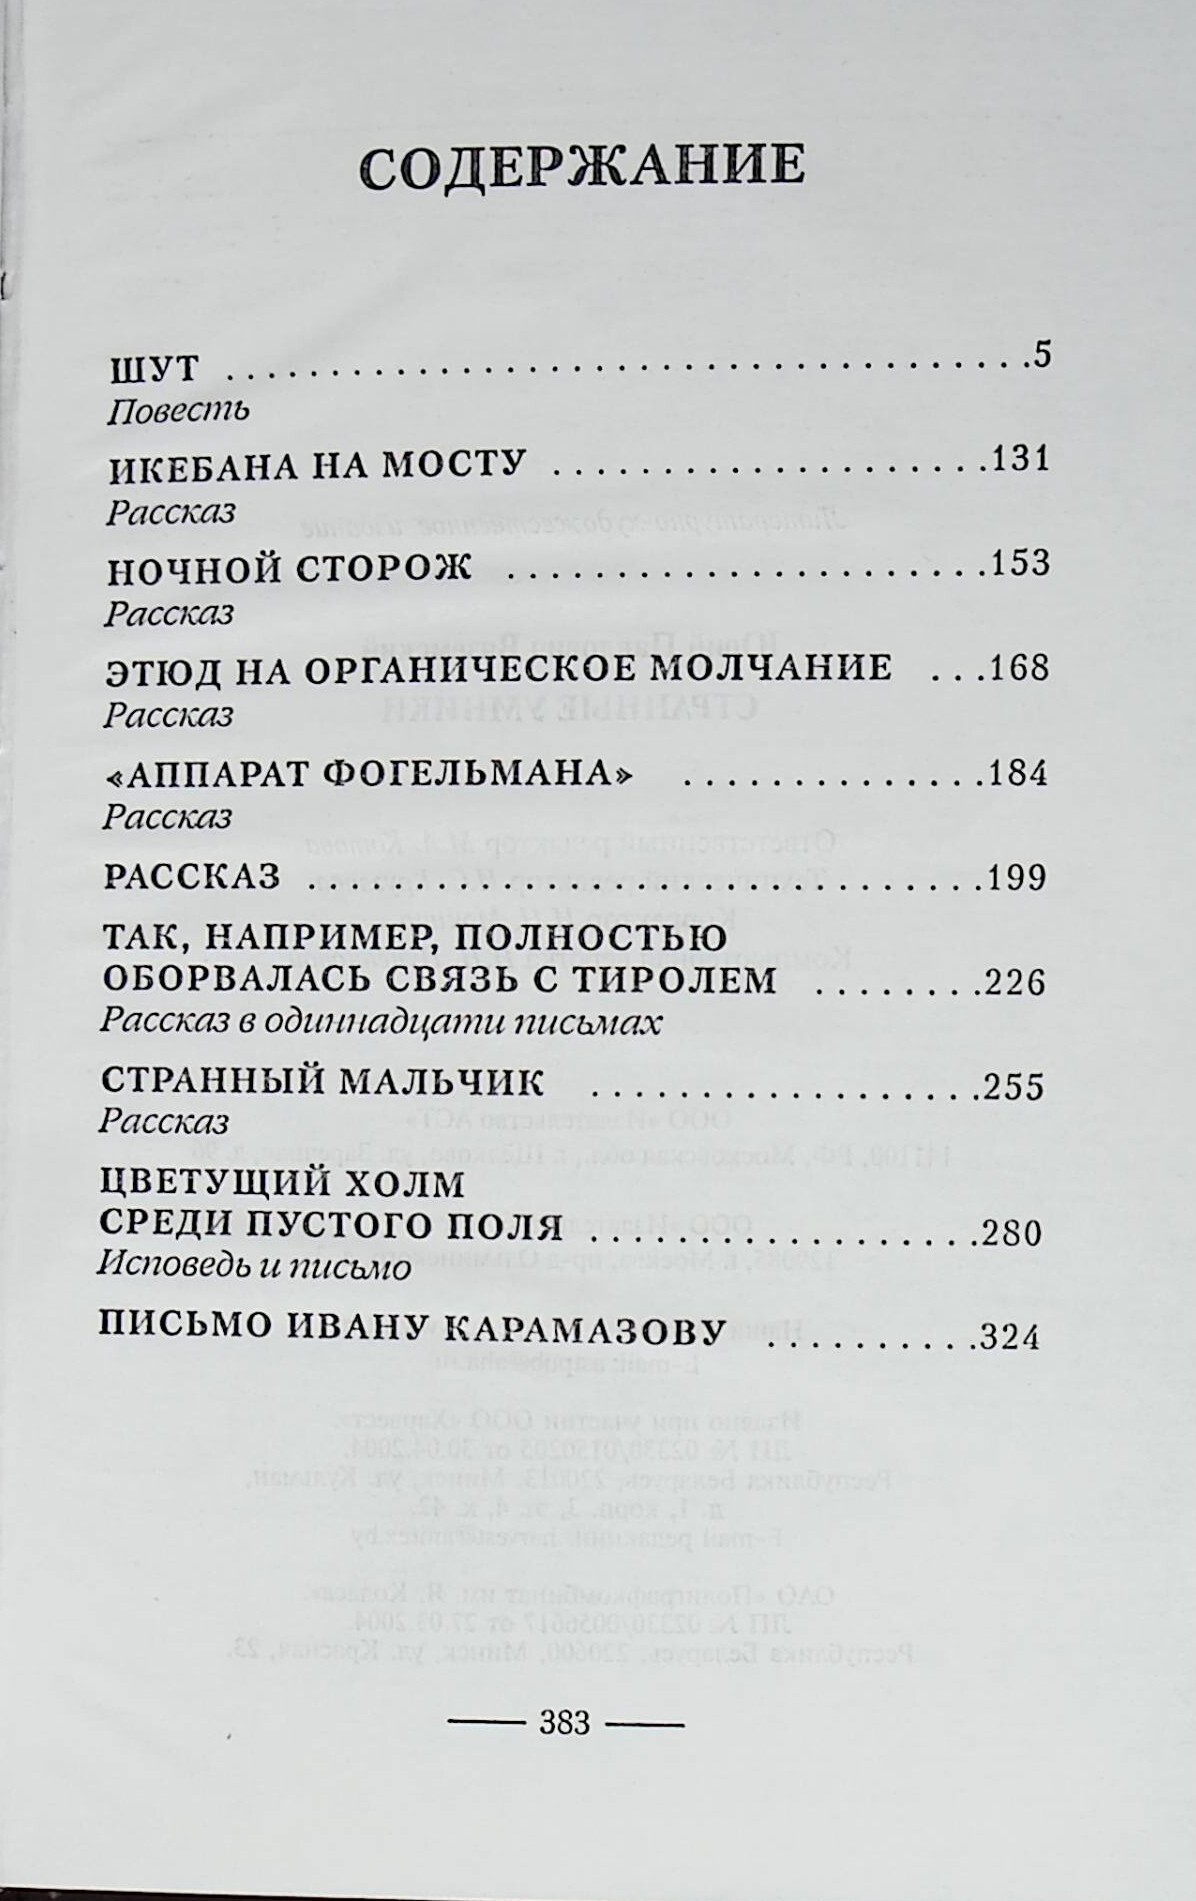 СОДЕРЖАНИЕ
ШУТ . . . . . . . . . . . . . . . . . . . . . . . . . . . . . . . . . . . . . .5
Повесть
ИКЕБАНА НА МОСТУ . . . . . . . . . . . . . . . . . . . .131
Рассказ
НОЧНОЙ СТОРОЖ . . . . . . . . . . . . . . . . . . . . . .153
Рассказ
ЭТЮД НА ОРГАНИЧЕСКОЕ МОЛЧАНИЕ . . .168
Рассказ
«АППАРАТ ФОГЕЛЬМАНА» . . . . . . . . . . . . . .184
Рассказ
РАССКАЗ . . . . . . . . . . . . . . . . . . . . . . . . . . . . . . .199
ТАК, НАПРИМЕР, ПОЛНОСТЬЮ
ОБОРВАЛАСЬ СВЯЗЬ С ТИРОЛЕМ . . . . . . . .226
Рассказ в одиннадцати письмах
СТРАННЫЙ МАЛЬЧИК . . . . . . . . . . . . . . . . . .255
Рассказ
ЦВЕТУЩИЙ ХОЛМ
СРЕДИ ПУСТОГО ПОЛЯ . . . . . . . . . . . . . . . . . .280
Исповедь и письмо
ПИСЬМО ИВАНУ КАРАМАЗОВУ . . . . . . . . . .324
— 383 —